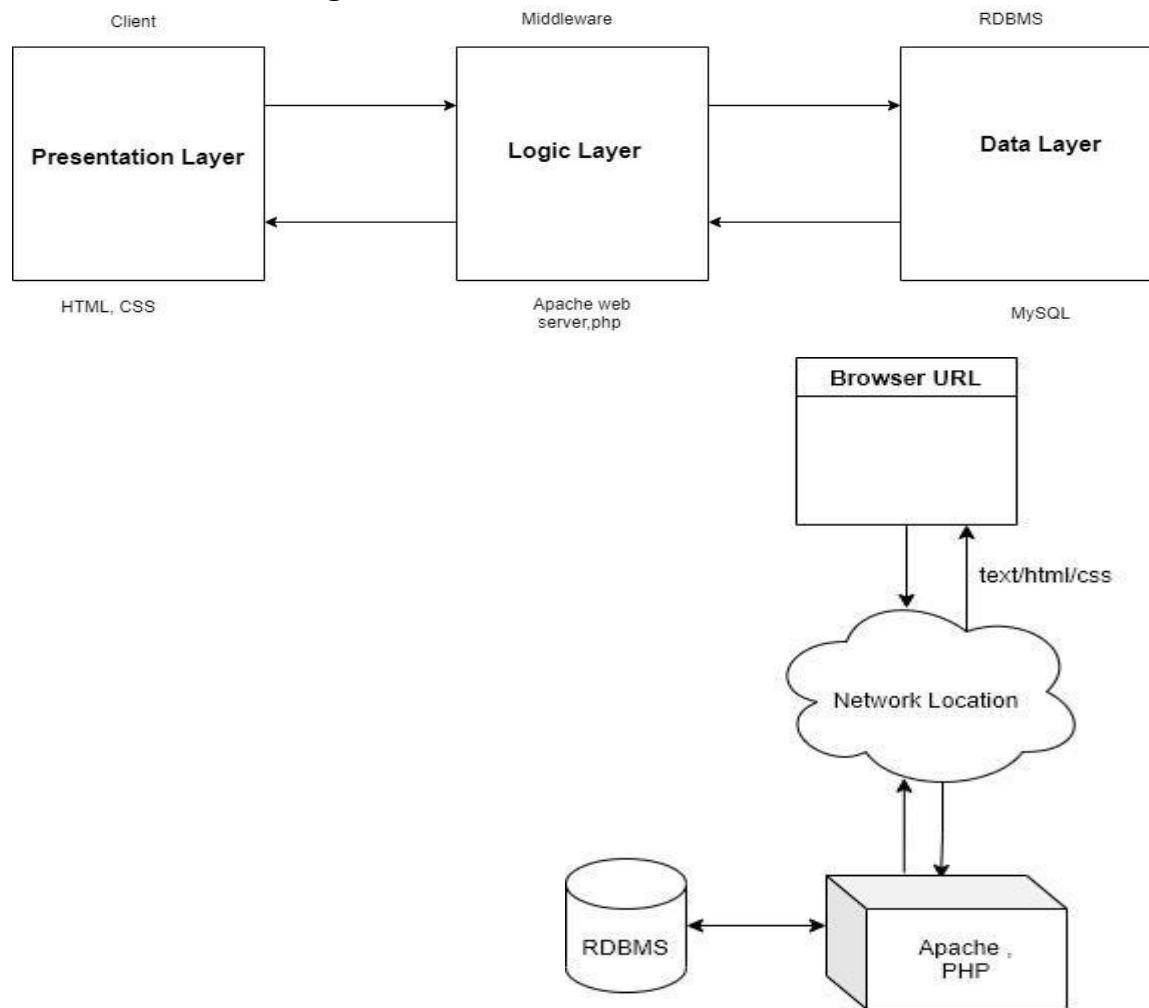 Client
Middleware
RDBMS
Presentation Layer
Logic Layer
Data Layer
HTML, CSS
Apache web
server,php
MySQL
Browser URL
text/html/css
Network Location
RDBMS
Apache ,
PHP